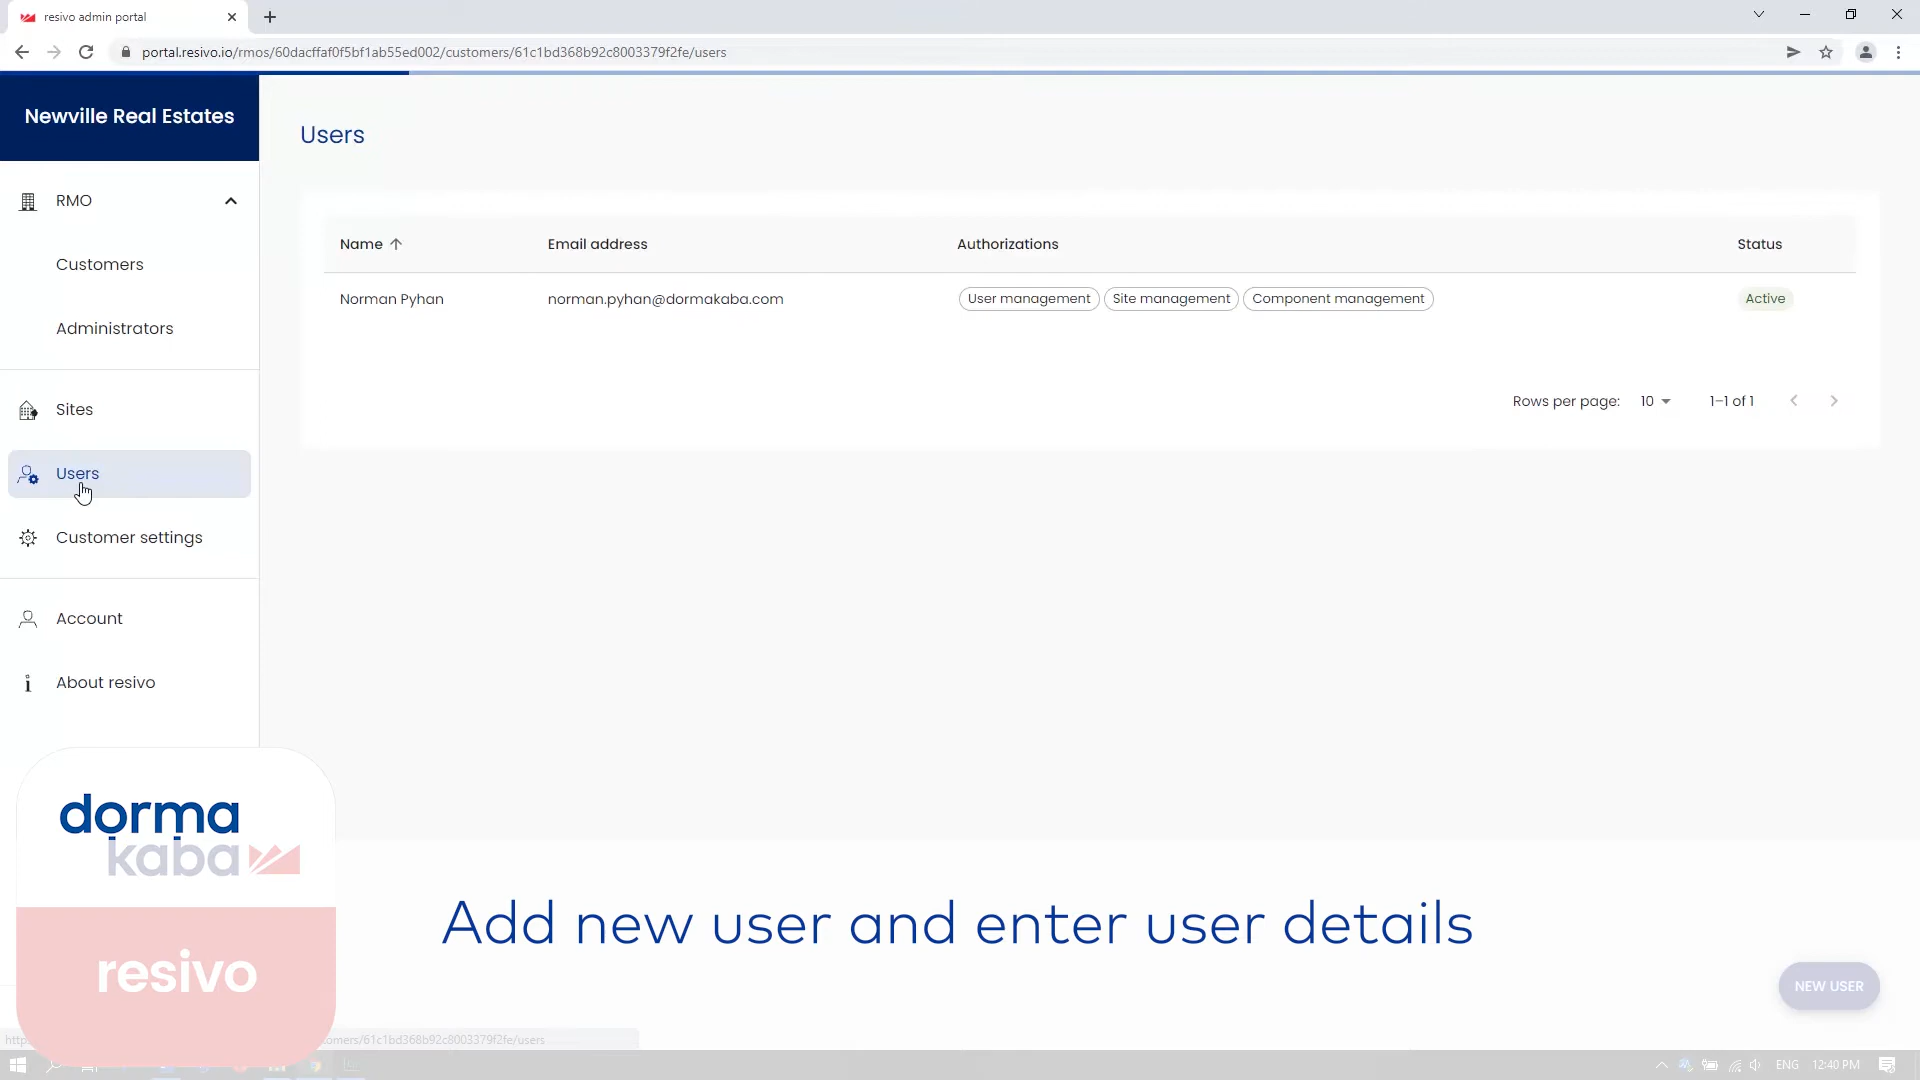 resivo admin portal
portal.resivo.io/rmos/60dacffaf0f5bf1ab55ed002/customers/61c1bd368b92c8003379f2fe/users
Newville Real Estates
RMO
Customers
Administrators
Sites
Users
Customer settings
Account
About resivo
Users
Name Email address Authorizations Status
Norman Pyhan norman.pyhan@dormakaba.com User management Site management Component management Active
Rows per page: 10 1–1 of 1
dorma
kaba
resivo
Add new user and enter user details
NEW USER
omers/61c1bd368b92c8003379f2fe/users
ENG 12:40 PM